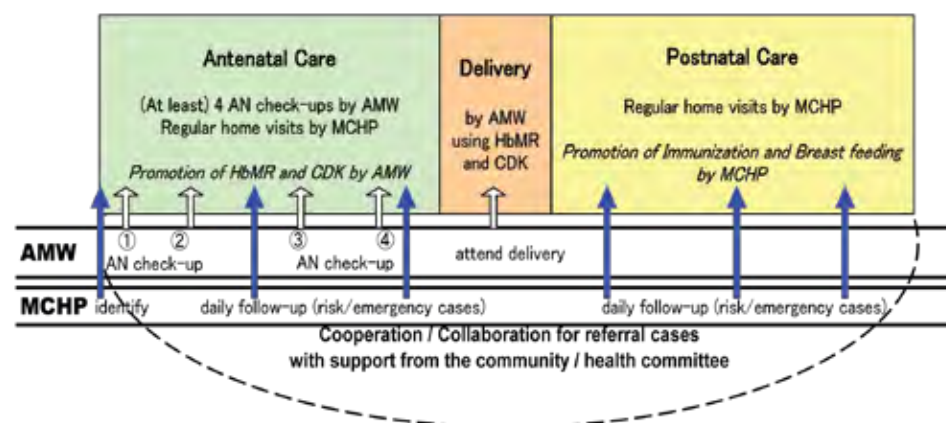 Antenatal Care
(At least) 4 AN check-ups by AMW
Regular home visits by MCHP
Promotion of HbMR and CDK by AMW
Delivery
by AMW
using HbMR
and CDK
Postnatal Care
Regular home visits by MCHP
Promotion of Immunization and Breast feeding
by MCHP
AMW
① ② ③ ④
AN check-up AN check-up
attend delivery
MCHP identify daily follow-up (risk/emergency cases) daily follow-up (risk/emergency cases)
Cooperation / Collaboration for referral cases
with support from the community / health committee